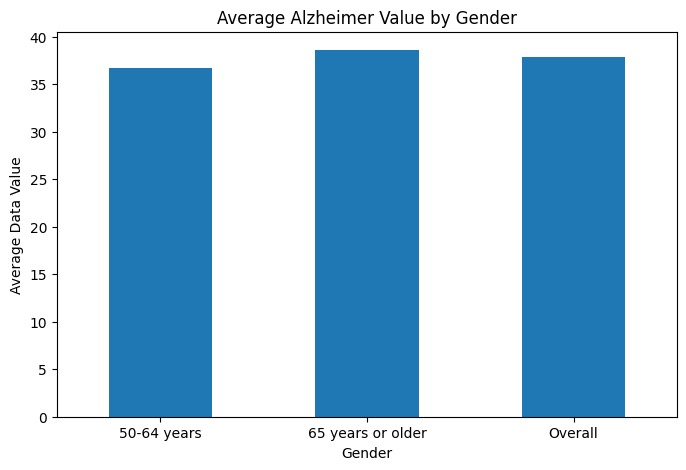 Average Alzheimer Value by Gender
40
35
30
25
20
15
10
5
0
Average Data Value
50-64 years
65 years or older
Overall
Gender